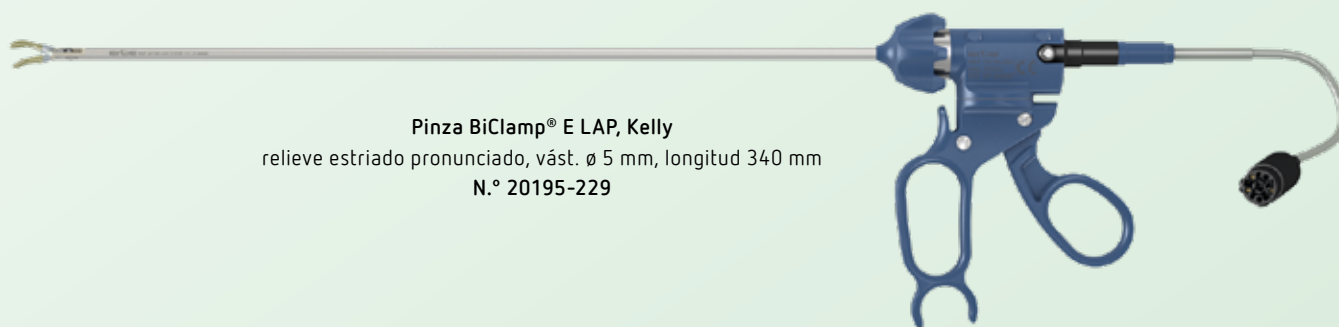 Pinza BiClamp® E LAP, Kelly
relieve estriado pronunciado, vást. ø 5 mm, longitud 340 mm
N.° 20195-229